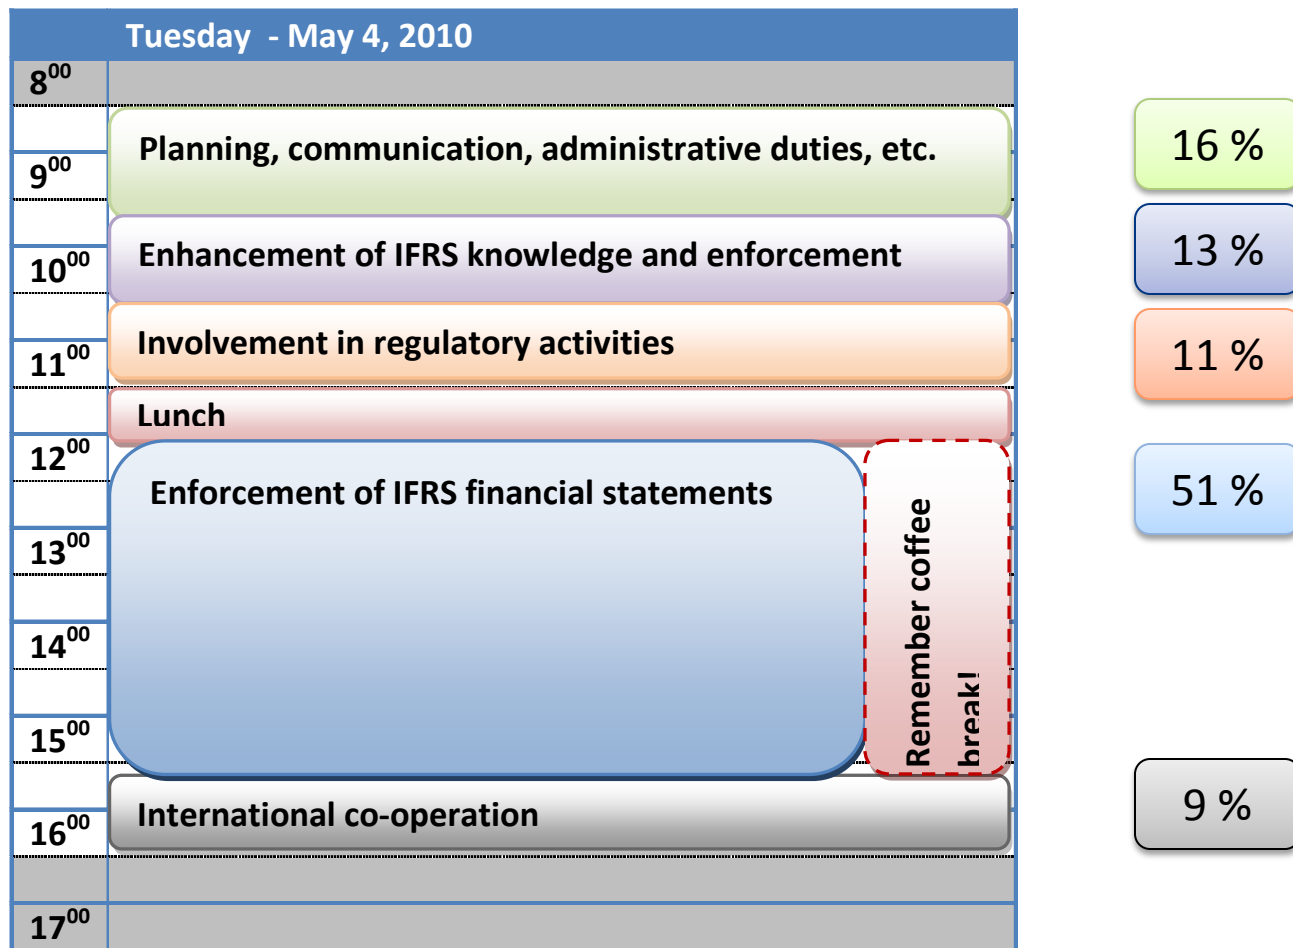 Tuesday - May 4, 2010
8⁰⁰
Planning, communication, administrative duties, etc.
16 %
9⁰⁰
Enhancement of IFRS knowledge and enforcement
13 %
10⁰⁰
Involvement in regulatory activities
11 %
11⁰⁰
Lunch
12⁰⁰
Enforcement of IFRS financial statements
51 %
Remember coffee
break!
13⁰⁰
14⁰⁰
15⁰⁰
International co-operation
9 %
16⁰⁰
17⁰⁰